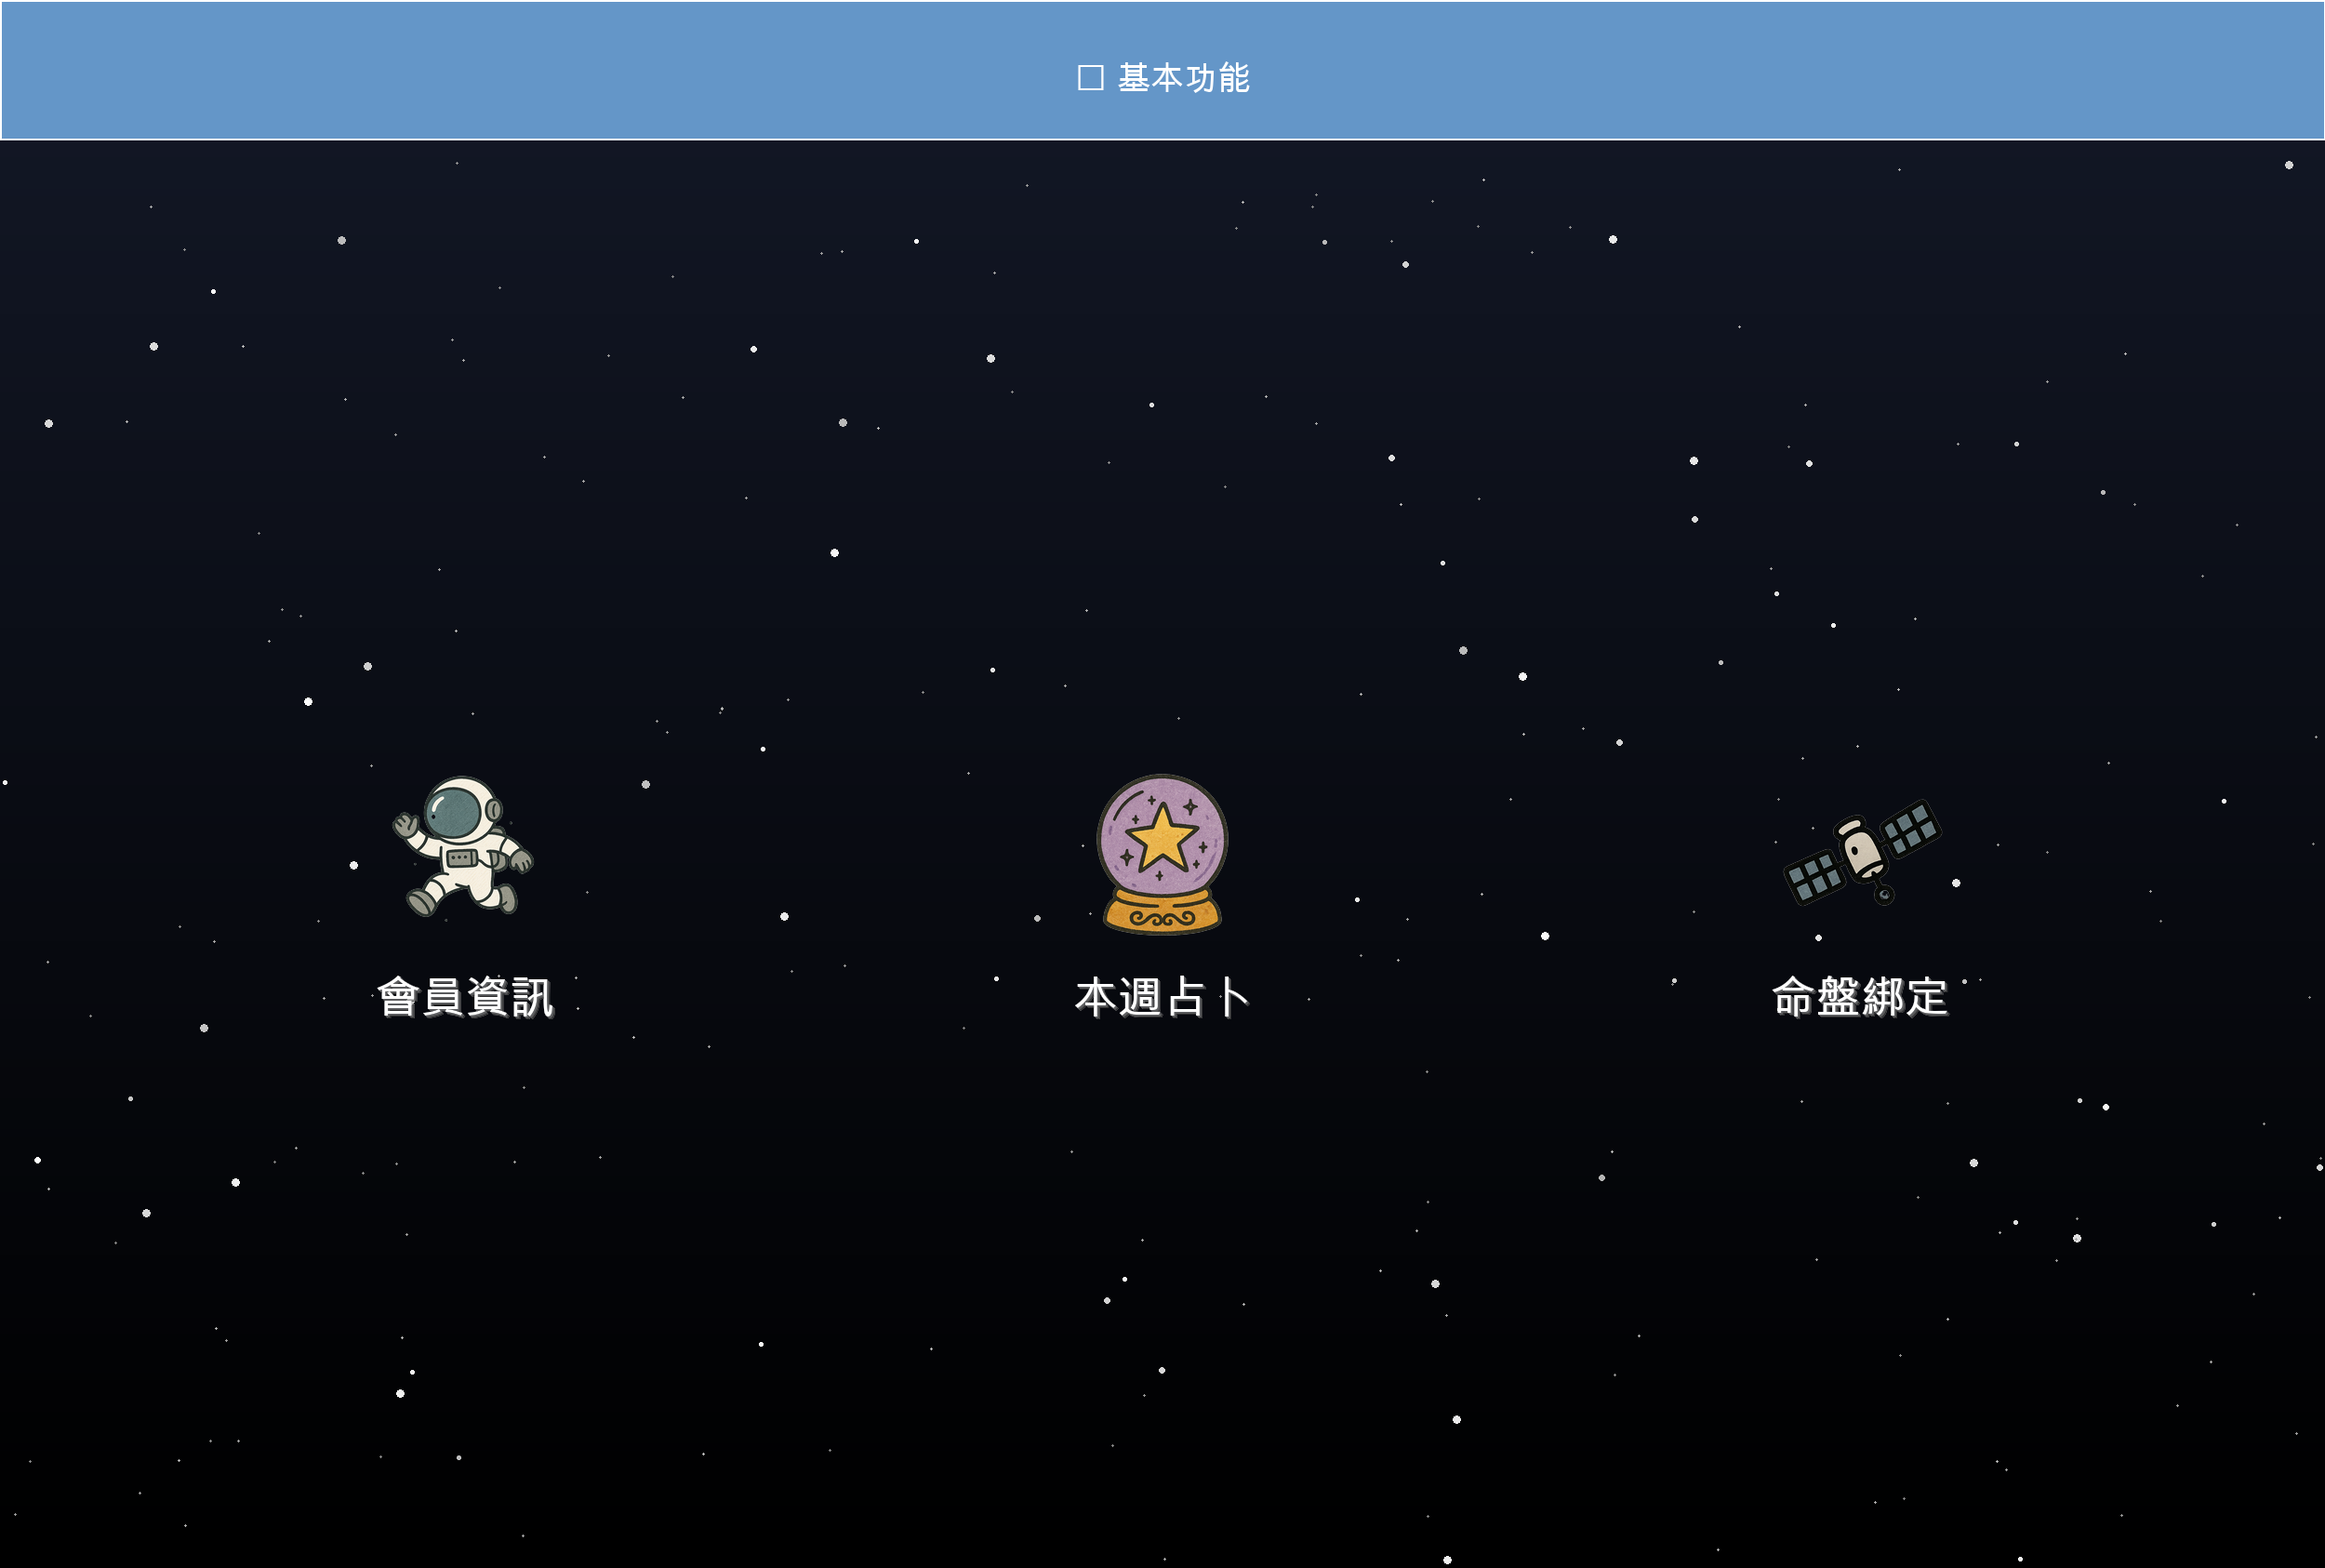 □ 基本功能
會員資訊
本週占卜
命盤綁定